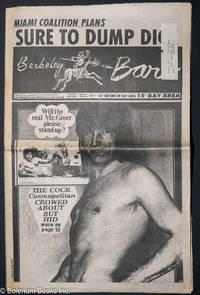 MIAMI COALITION PLANS
SURE TO DUMP DIC
Berkeley
Barb
15¢ BAY AREA
Will the
real Mr. Greer
please
stand up?
THE COCK
Cosmopolitan
CROWED
ABOUT
BUT
HID
more on
page 13
© Bolerium Books Inc.